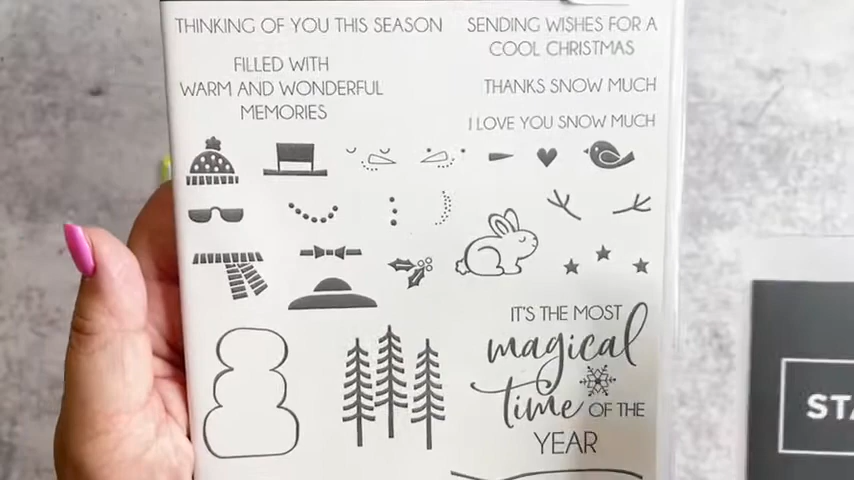 THINKING OF YOU THIS SEASON
FILLED WITH
WARM AND WONDERFUL
MEMORIES
SENDING WISHES FOR A
COOL CHRISTMAS
THANKS SNOW MUCH
I LOVE YOU SNOW MUCH
IT'S THE MOST
magical
time OF THE
YEAR